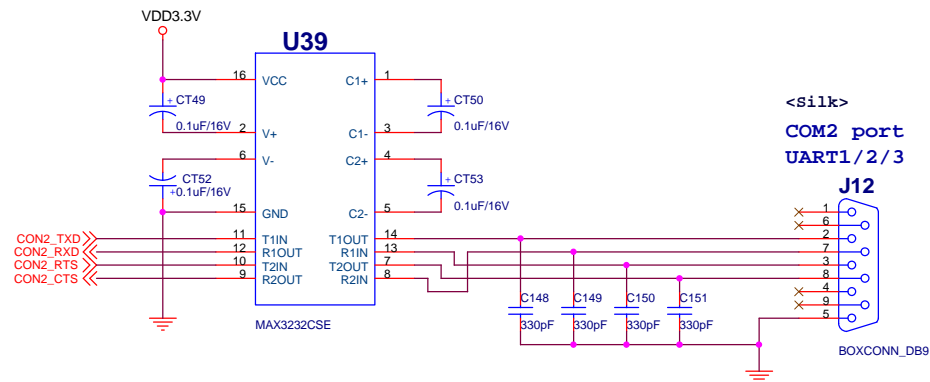 VDD3.3V
U39
16 VCC C1+ 1
+ CT49
0.1uF/16V
+ CT50
0.1uF/16V
2 V+ C1- 3
6 V- C2+ 4
CT52
+0.1uF/16V
+ CT53
0.1uF/16V
15 GND C2- 5
CON2_TXD 11 T1IN T1OUT 14
CON2_RXD 12 R1OUT R1IN 13
CON2_RTS 10 T2IN T2OUT 7
CON2_CTS 9 R2OUT R2IN 8
MAX3232CSE
C148 C149 C150 C151
330pF 330pF 330pF 330pF
<Silk>
COM2 port
UART1/2/3
J12
1
6
2
7
3
8
4
9
5
BOXCONN_DB9